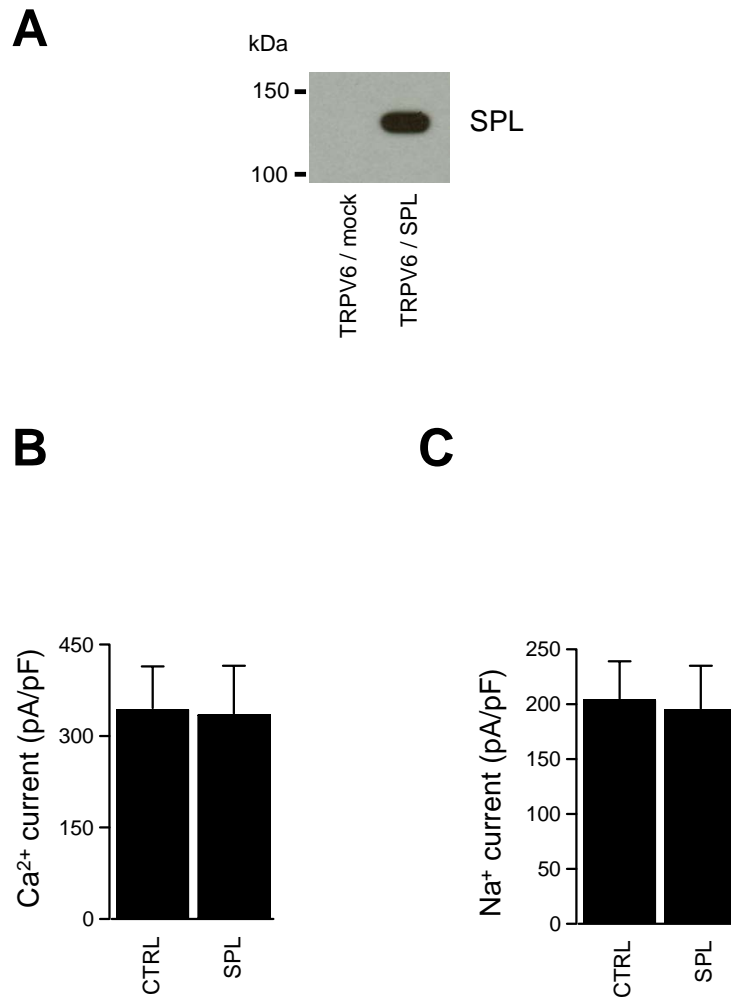 A
kDa
150
SPL
100
TRPV6 / mock
TRPV6 / SPL
B
C
Ca²⁺ current (pA/pF)
450
300
150
0
CTRL
SPL
Na⁺ current (pA/pF)
250
200
150
100
50
0
CTRL
SPL